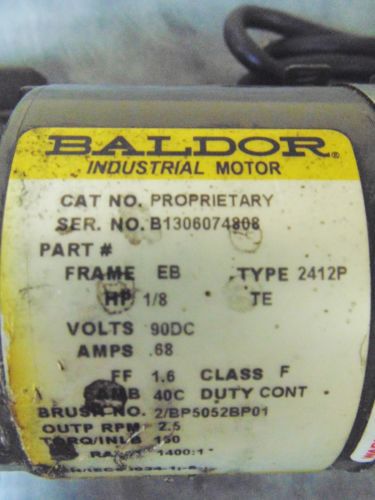 BALDOR®
INDUSTRIAL MOTOR
CAT NO. PROPRIETARY
SER. NO. B1306074808
PART #
FRAME EB TYPE 2412P
HP 1/8 TE
VOLTS 90DC
AMPS .68
FF 1.6 CLASS F
AMB 40C DUTY CONT
BRUSH NO. 2/BP5052BP01
OUTP RPM 2.5
TORQ/INLB
1400:1